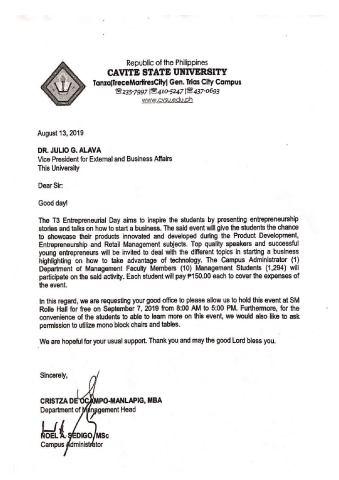 Republic of the Philippines
CAVITE STATE UNIVERSITY
Tanza|TreceMartiresCity| Gen. Trias City Campus
☏235-7997 |☏410-5247 |☏437-0693
www.cvsu.edu.ph
August 13, 2019
DR. JULIO G. ALAVA
Vice President for External and Business Affairs
This University
Dear Sir:
Good day!
The T3 Entrepreneurial Day aims to inspire the students by presenting entrepreneurship
stories and talks on how to start a business. The said event will give the students the chance
to showcase their products innovated and developed during the Product Development,
Entrepreneurship and Retail Management subjects. Top quality speakers and successful
young entrepreneurs will be invited to deal with the different topics in starting a business
highlighting on how to take advantage of technology. The Campus Administrator (1)
Department of Management Faculty Members (10) Management Students (1,294) will
participate on the said activity. Each student will pay ₱150.00 each to cover the expenses of
the event.
In this regard, we are requesting your good office to please allow us to hold this event at SM
Rolle Hall for free on September 7, 2019 from 8:00 AM to 5:00 PM. Furthermore, for the
convenience of the students to able to learn more on this event, we would also like to ask
permission to utilize mono block chairs and tables.
We are hopeful for your usual support. Thank you and may the good Lord bless you.
Sincerely,
CRISTZA DE OCAMPO-MANLAPIG, MBA
Department of Management Head
NOEL A. SEDIGO, MSc
Campus Administrator